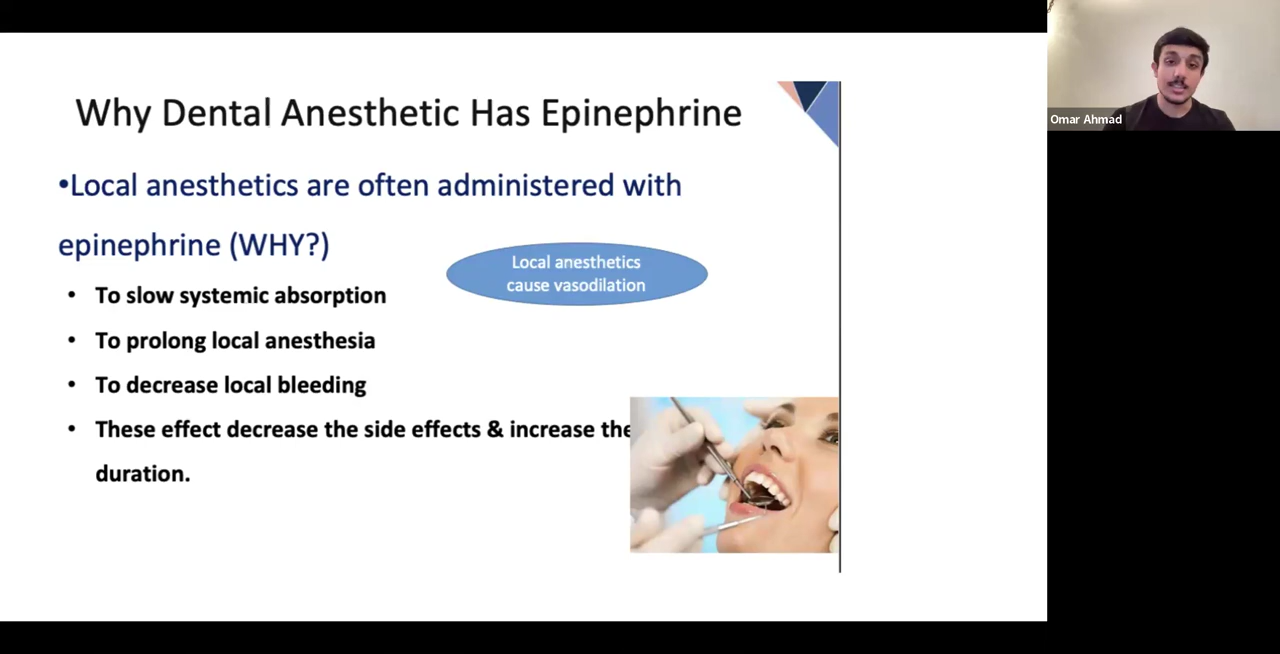 Why Dental Anesthetic Has Epinephrine
•Local anesthetics are often administered with
epinephrine (WHY?)
Local anesthetics
cause vasodilation
• To slow systemic absorption
• To prolong local anesthesia
• To decrease local bleeding
• These effect decrease the side effects & increase the
duration.
Omar Ahmad